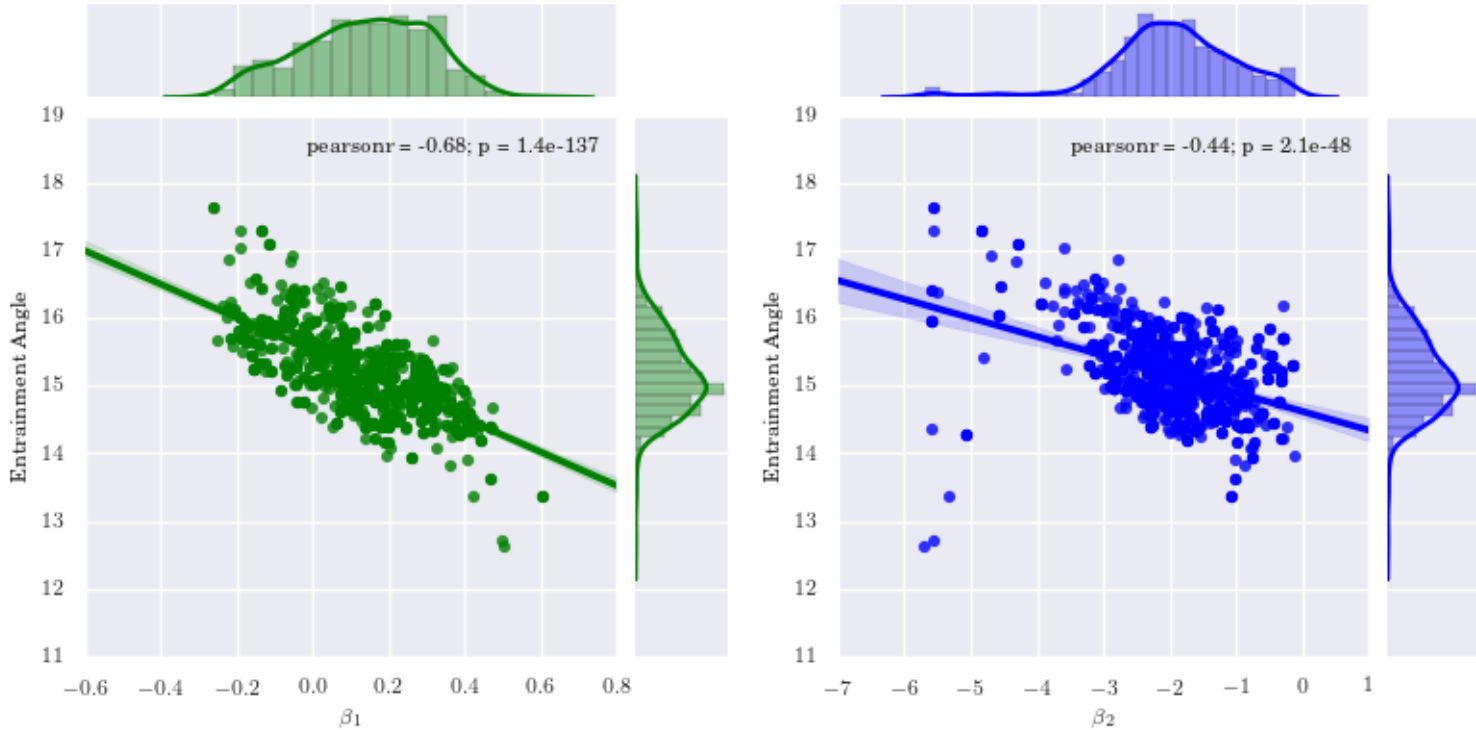 19
18
17
16
15
14
13
12
11
Entrainment Angle
pearsonr = -0.68; p = 1.4e-137
−0.6 −0.4 −0.2 0.0 0.2 0.4 0.6 0.8
β1
19
18
17
16
15
14
13
12
11
Entrainment Angle
pearsonr = -0.44; p = 2.1e-48
−7 −6 −5 −4 −3 −2 −1 0 1
β2